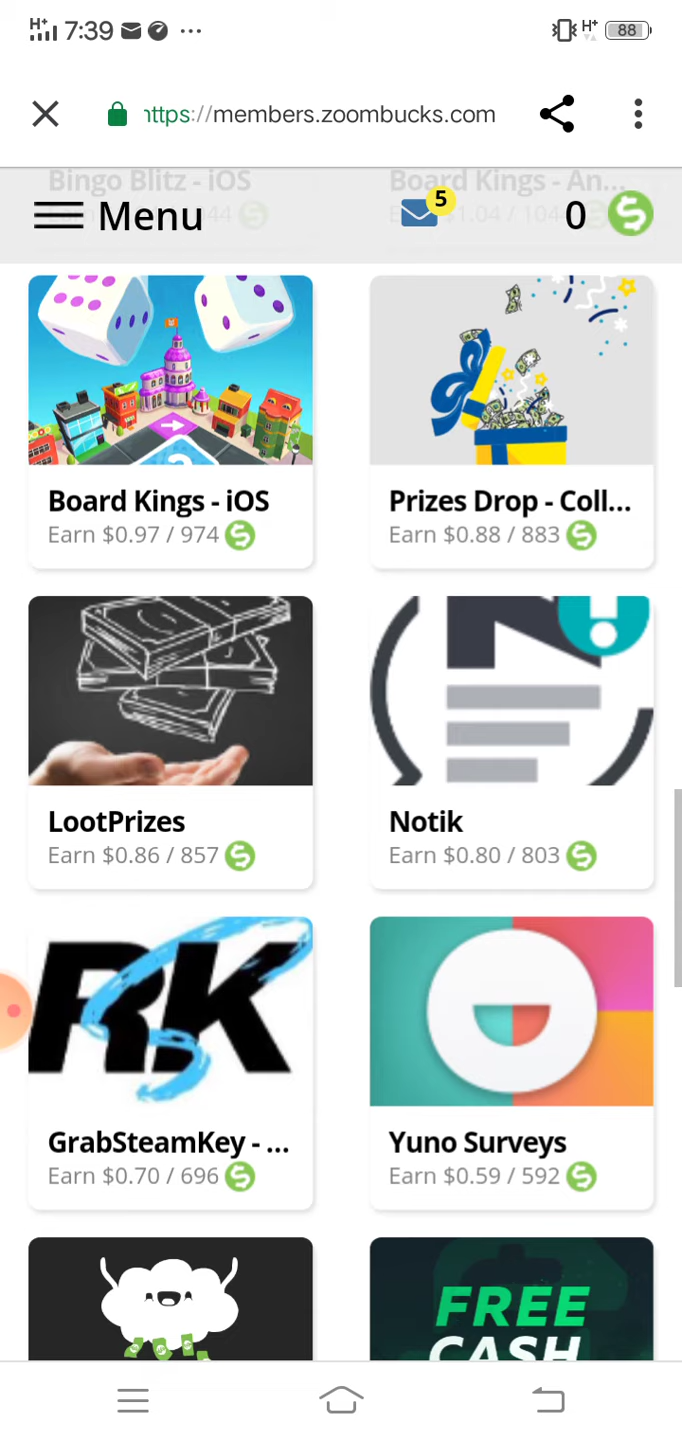 H+ 7:39 ... H+ 88
https://members.zoombucks.com
Bingo Blitz - iOS Board Kings - An...
Menu 5 0
Board Kings - iOS Prizes Drop - Coll...
Earn $0.97 / 974 Earn $0.88 / 883
LootPrizes Notik
Earn $0.86 / 857 Earn $0.80 / 803
RK
GrabSteamKey - ... Yuno Surveys
Earn $0.70 / 696 Earn $0.59 / 592
FREE
CASH